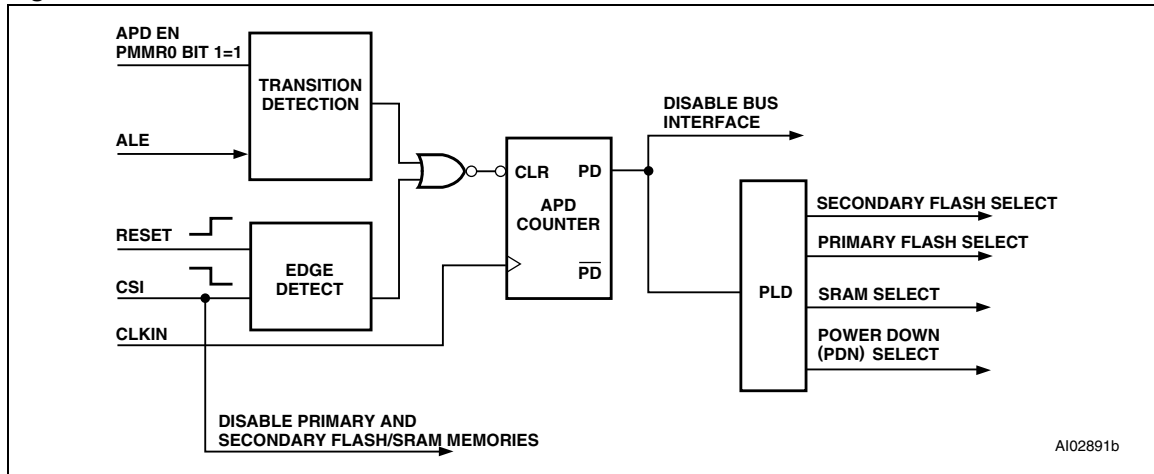 APD EN
PMMR0 BIT 1=1
TRANSITION
DETECTION
ALE
DISABLE BUS
INTERFACE
CLR
PD
APD
COUNTER
PD
RESET
CSI
EDGE
DETECT
CLKIN
PLD
SECONDARY FLASH SELECT
PRIMARY FLASH SELECT
SRAM SELECT
POWER DOWN
(PDN) SELECT
DISABLE PRIMARY AND
SECONDARY FLASH/SRAM MEMORIES
AI02891b